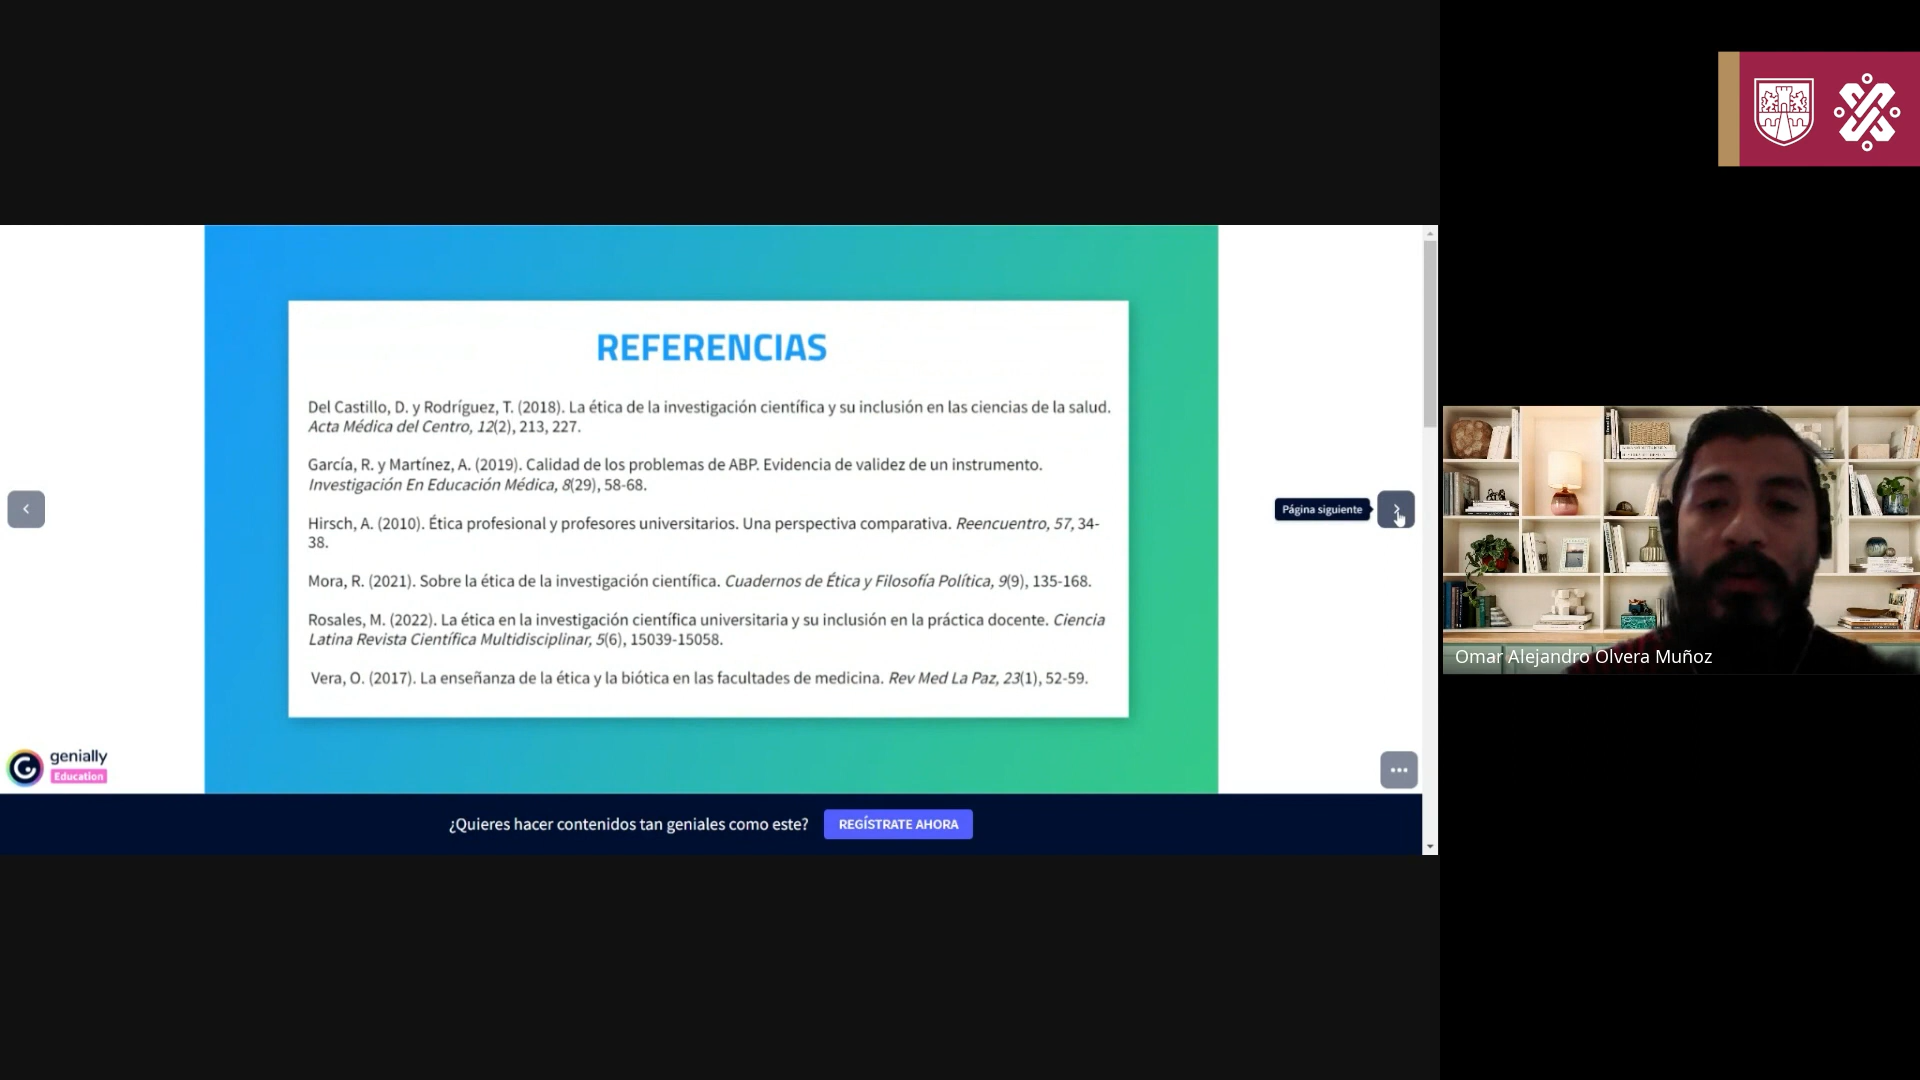 REFERENCIAS
Del Castillo, D. y Rodríguez, T. (2018). La ética de la investigación científica y su inclusión en las ciencias de la salud.
Acta Médica del Centro, 12(2), 213, 227.
García, R. y Martínez, A. (2019). Calidad de los problemas de ABP. Evidencia de validez de un instrumento.
Investigación En Educación Médica, 8(29), 58-68.
Hirsch, A. (2010). Ética profesional y profesores universitarios. Una perspectiva comparativa. Reencuentro, 57, 34-
38.
Mora, R. (2021). Sobre la ética de la investigación científica. Cuadernos de Ética y Filosofía Política, 9(9), 135-168.
Rosales, M. (2022). La ética en la investigación científica universitaria y su inclusión en la práctica docente. Ciencia
Latina Revista Científica Multidisciplinar, 5(6), 15039-15058.
Vera, O. (2017). La enseñanza de la ética y la biótica en las facultades de medicina. Rev Med La Paz, 23(1), 52-59.
Página siguiente
genially
Education
¿Quieres hacer contenidos tan geniales como este?
REGÍSTRATE AHORA
Omar Alejandro Olvera Muñoz